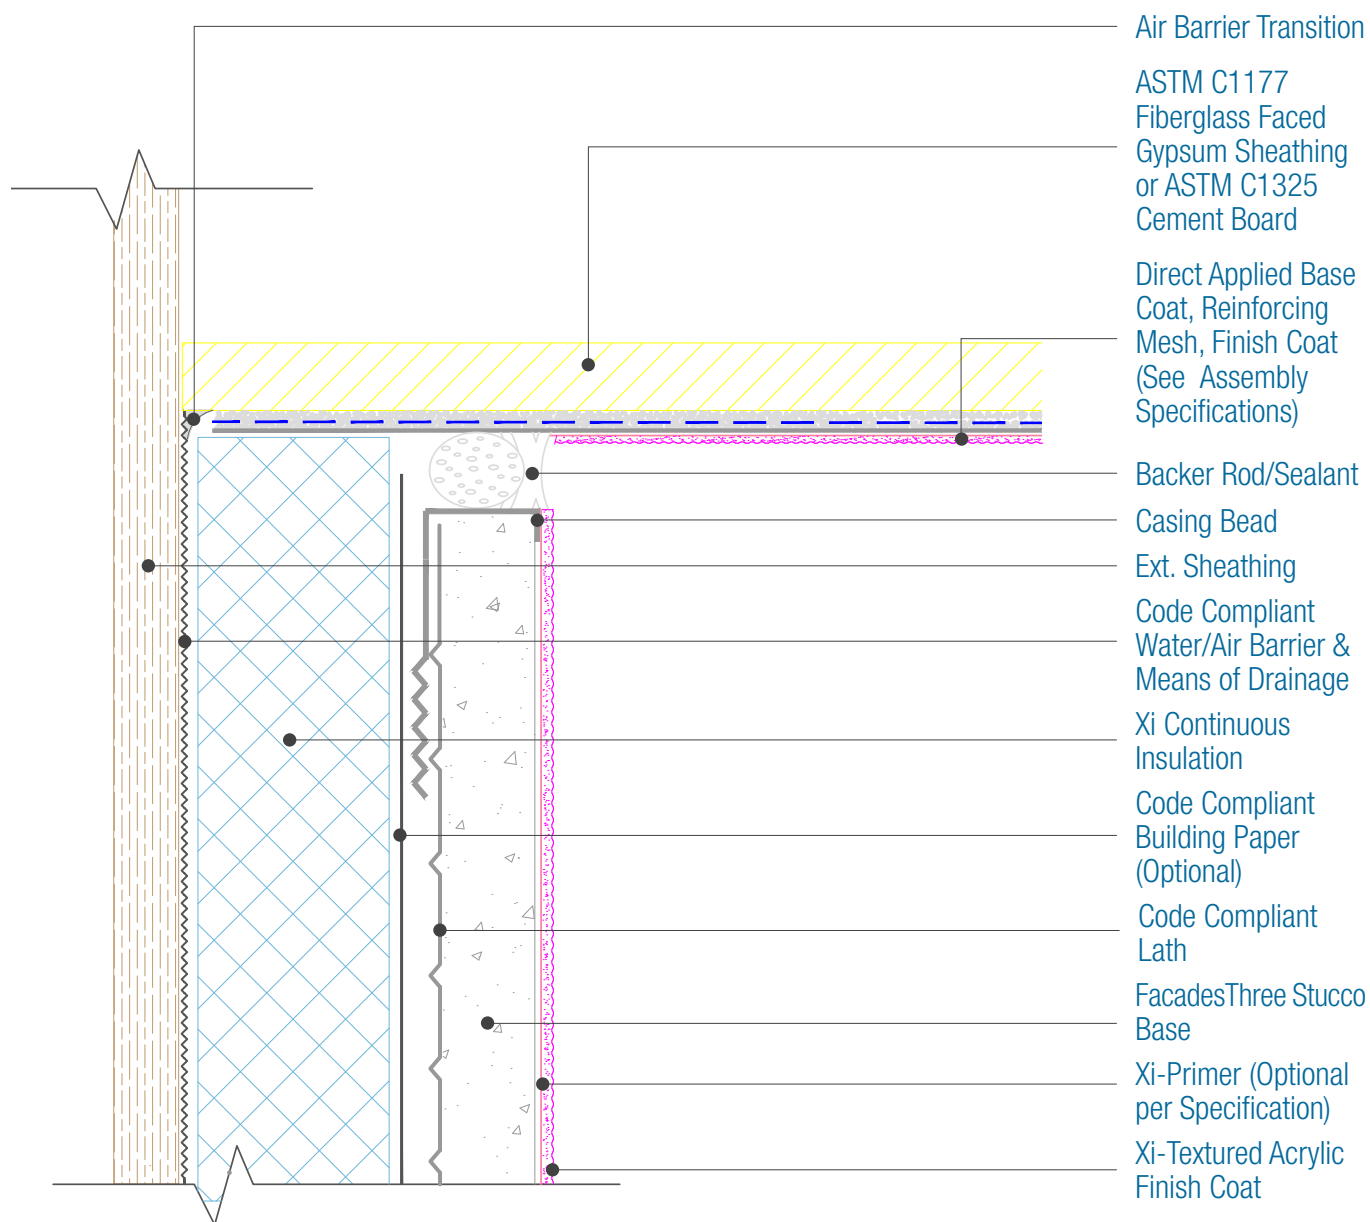 Air Barrier Transition
ASTM C1177
Fiberglass Faced
Gypsum Sheathing
or ASTM C1325
Cement Board
Direct Applied Base
Coat, Reinforcing
Mesh, Finish Coat
(See Assembly
Specifications)
Backer Rod/Sealant
Casing Bead
Ext. Sheathing
Code Compliant
Water/Air Barrier &
Means of Drainage
Xi Continuous
Insulation
Code Compliant
Building Paper
(Optional)
Code Compliant
Lath
FacadesThree Stucco
Base
Xi-Primer (Optional
per Specification)
Xi-Textured Acrylic
Finish Coat